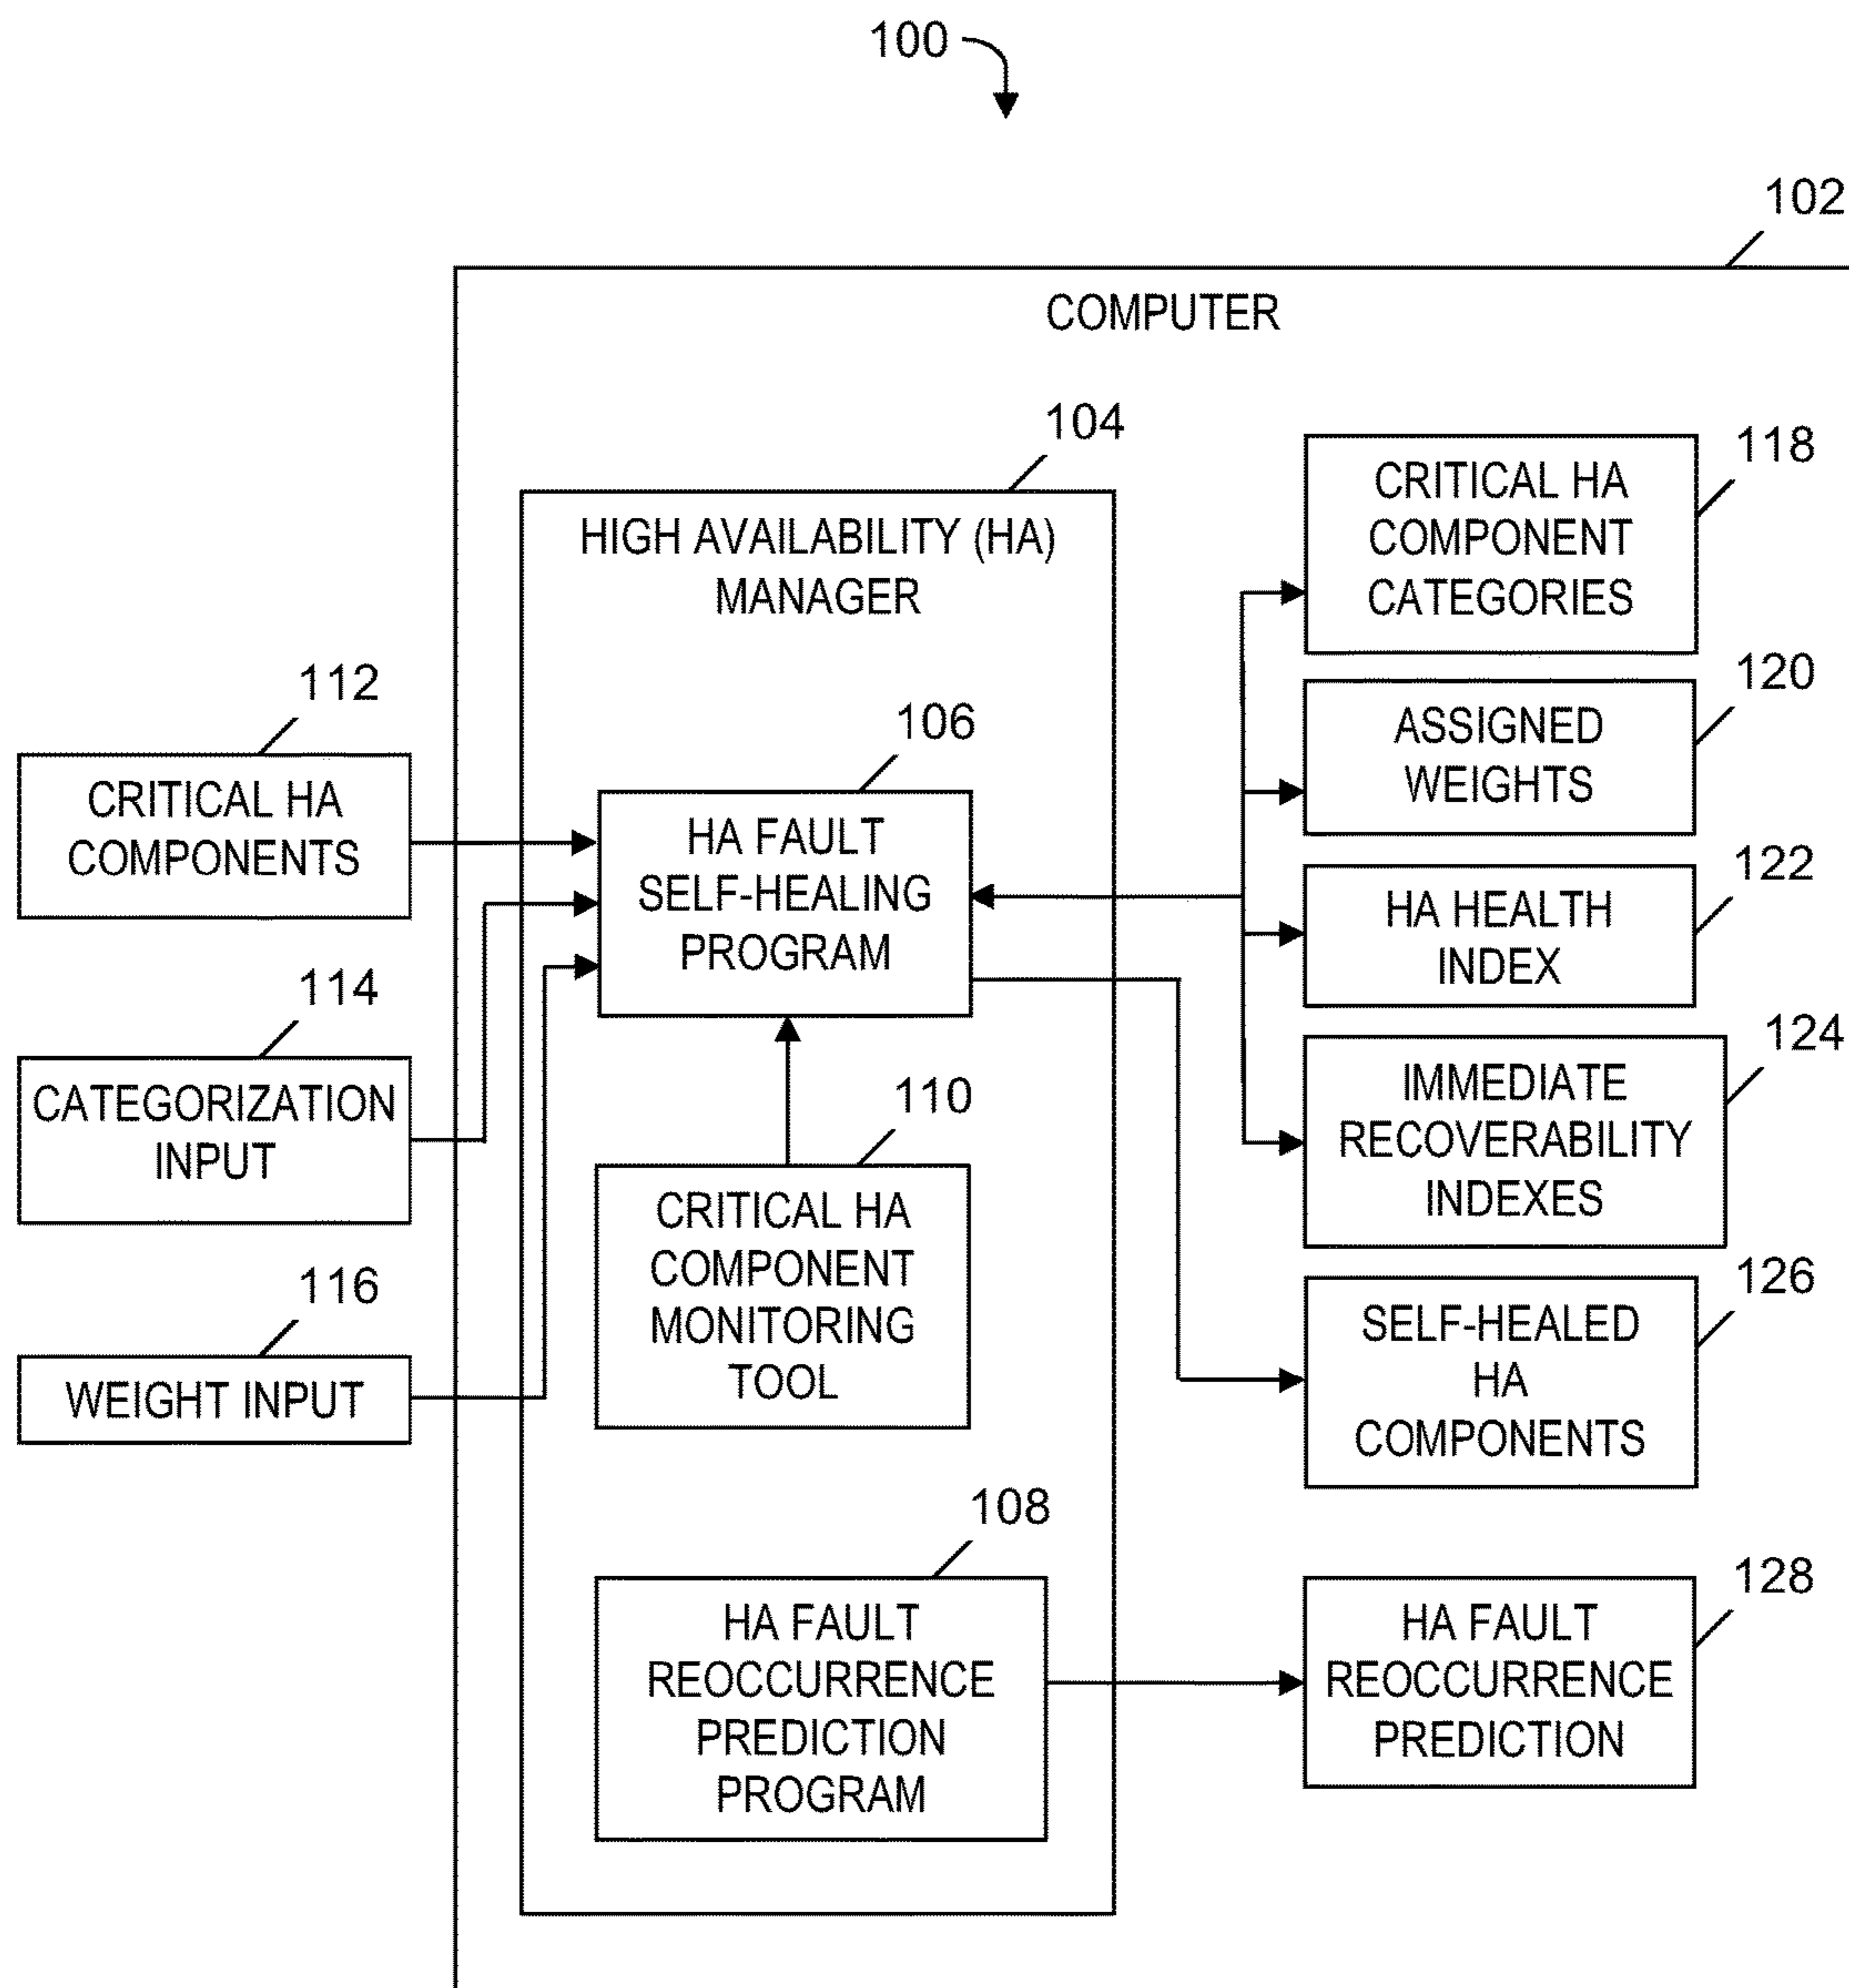 100
102
COMPUTER
104
HIGH AVAILABILITY (HA)
MANAGER
112
CRITICAL HA
COMPONENTS
114
CATEGORIZATION
INPUT
116
WEIGHT INPUT
106
HA FAULT
SELF-HEALING
PROGRAM
110
CRITICAL HA
COMPONENT
MONITORING
TOOL
108
HA FAULT
REOCCURRENCE
PREDICTION
PROGRAM
118
CRITICAL HA
COMPONENT
CATEGORIES
120
ASSIGNED
WEIGHTS
122
HA HEALTH
INDEX
124
IMMEDIATE
RECOVERABILITY
INDEXES
126
SELF-HEALED
HA
COMPONENTS
128
HA FAULT
REOCCURRENCE
PREDICTION